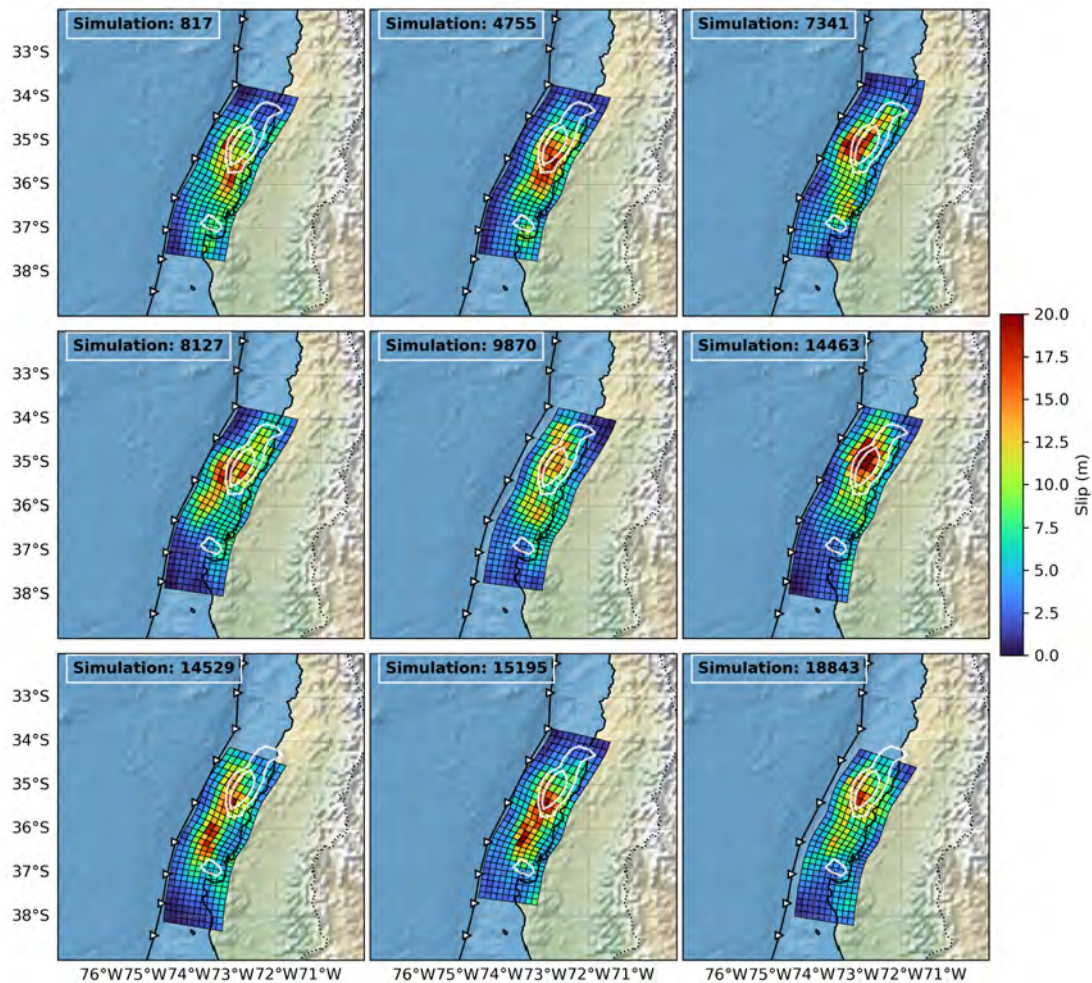 Simulation: 817
Simulation: 4755
Simulation: 7341
33°S
34°S
35°S
36°S
37°S
38°S
Simulation: 8127
Simulation: 9870
Simulation: 14463
33°S
34°S
35°S
36°S
37°S
38°S
20.0
17.5
15.0
12.5
10.0
7.5
5.0
2.5
0.0
Slip (m)
Simulation: 14529
Simulation: 15195
Simulation: 18843
33°S
34°S
35°S
36°S
37°S
38°S
76°W75°W74°W73°W72°W71°W
76°W75°W74°W73°W72°W71°W
76°W75°W74°W73°W72°W71°W